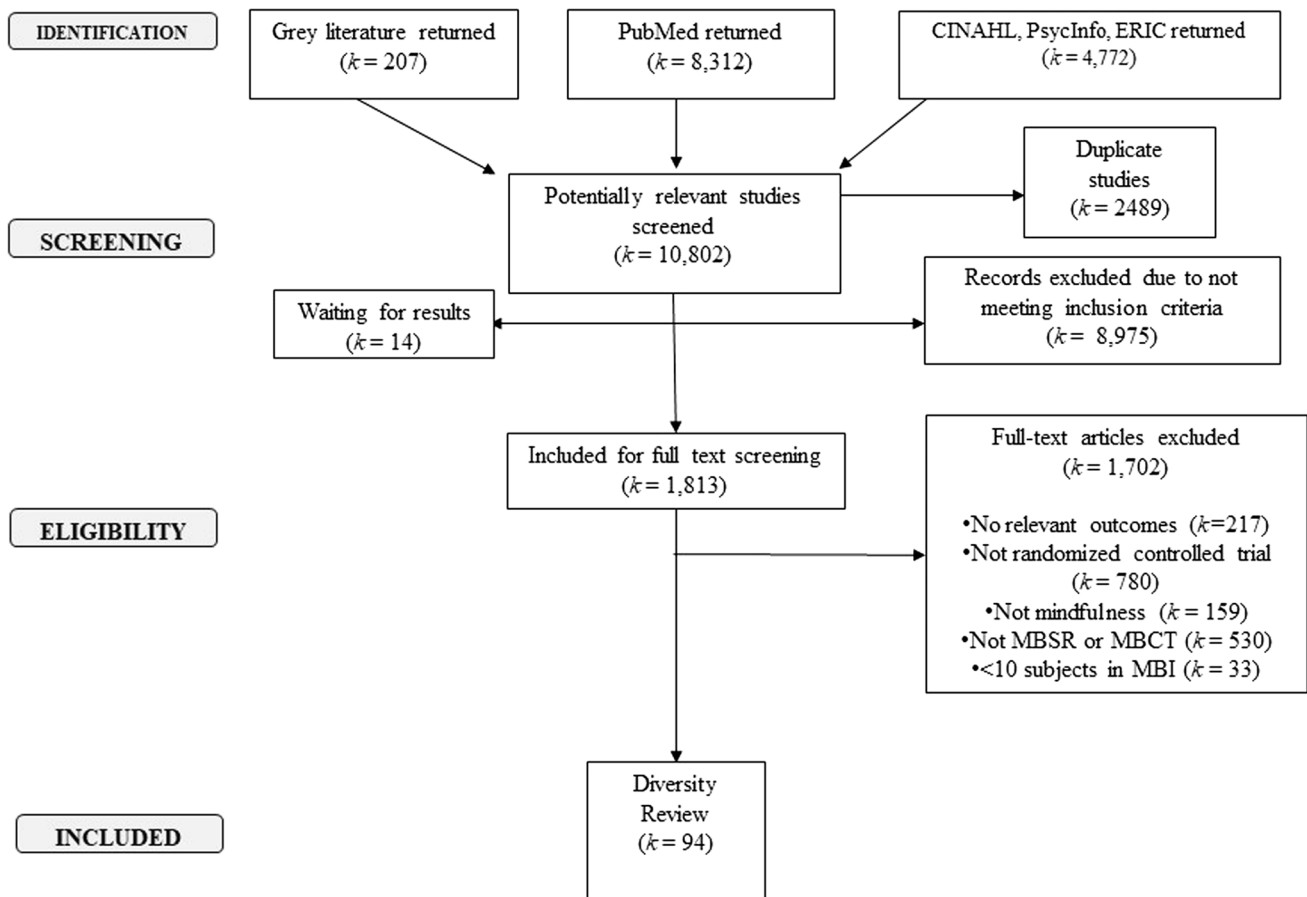 IDENTIFICATION
Grey literature returned
(k = 207)
PubMed returned
(k = 8,312)
CINAHL, PsycInfo, ERIC returned
(k = 4,772)
Duplicate
studies
(k = 2489)
SCREENING
Potentially relevant studies
screened
(k = 10,802)
Waiting for results
(k = 14)
Records excluded due to not
meeting inclusion criteria
(k = 8,975)
Included for full text screening
(k = 1,813)
ELIGIBILITY
Full-text articles excluded
(k = 1,702)
•No relevant outcomes (k=217)
•Not randomized controlled trial
(k = 780)
•Not mindfulness (k = 159)
•Not MBSR or MBCT (k = 530)
•<10 subjects in MBI (k = 33)
INCLUDED
Diversity
Review
(k = 94)